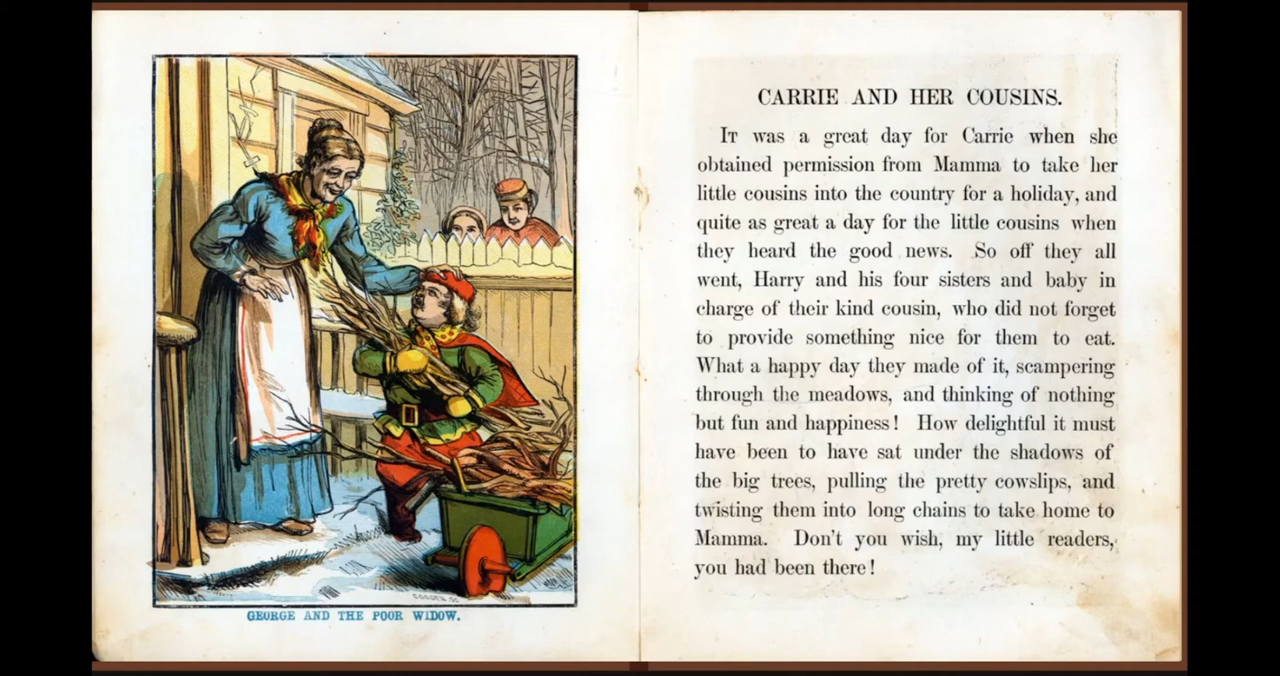 GEORGE AND THE POOR WIDOW.
CARRIE AND HER COUSINS.
IT was a great day for Carrie when she
obtained permission from Mamma to take her
little cousins into the country for a holiday, and
quite as great a day for the little cousins when
they heard the good news. So off they all
went, Harry and his four sisters and baby in
charge of their kind cousin, who did not forget
to provide something nice for them to eat.
What a happy day they made of it, scampering
through the meadows, and thinking of nothing
but fun and happiness! How delightful it must
have been to have sat under the shadows of
the big trees, pulling the pretty cowslips, and
twisting them into long chains to take home to
Mamma. Don't you wish, my little readers,
you had been there!